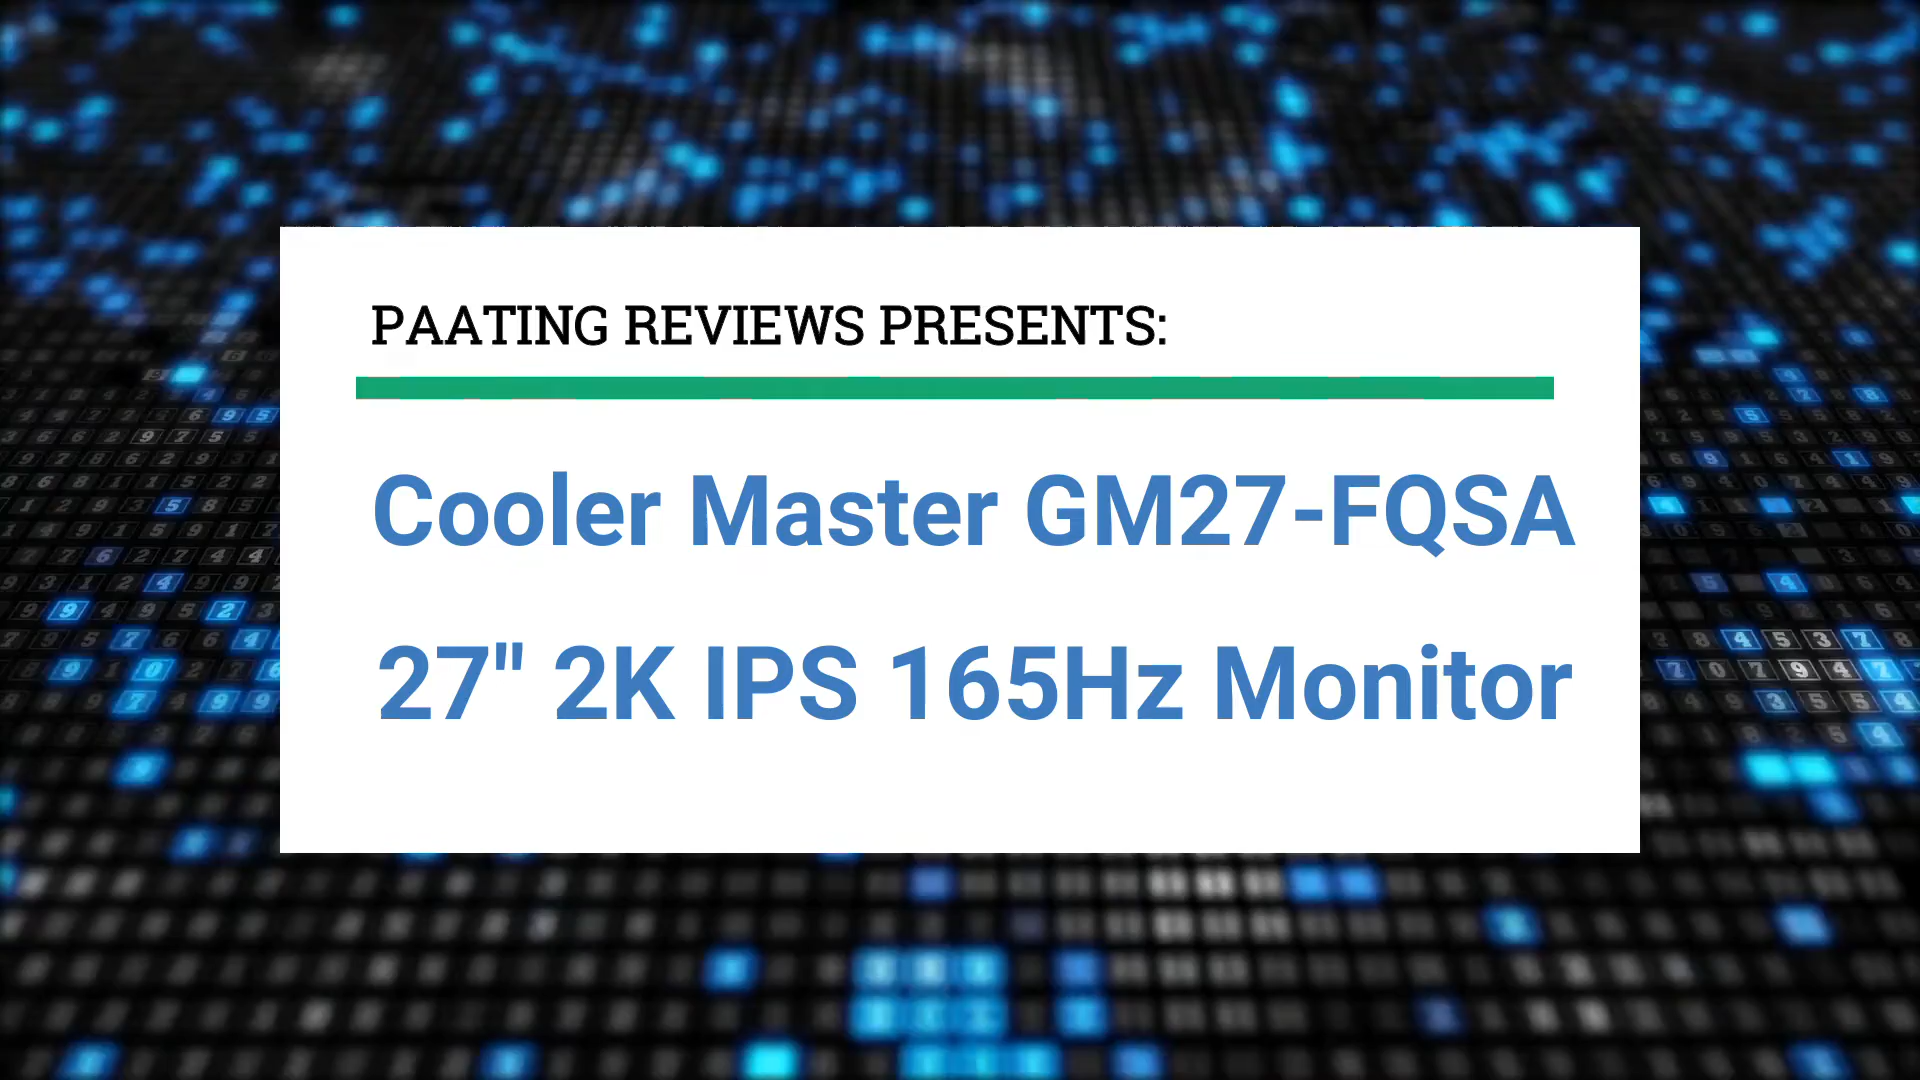 PAATING REVIEWS PRESENTS:
Cooler Master GM27-FQSA
27" 2K IPS 165Hz Monitor